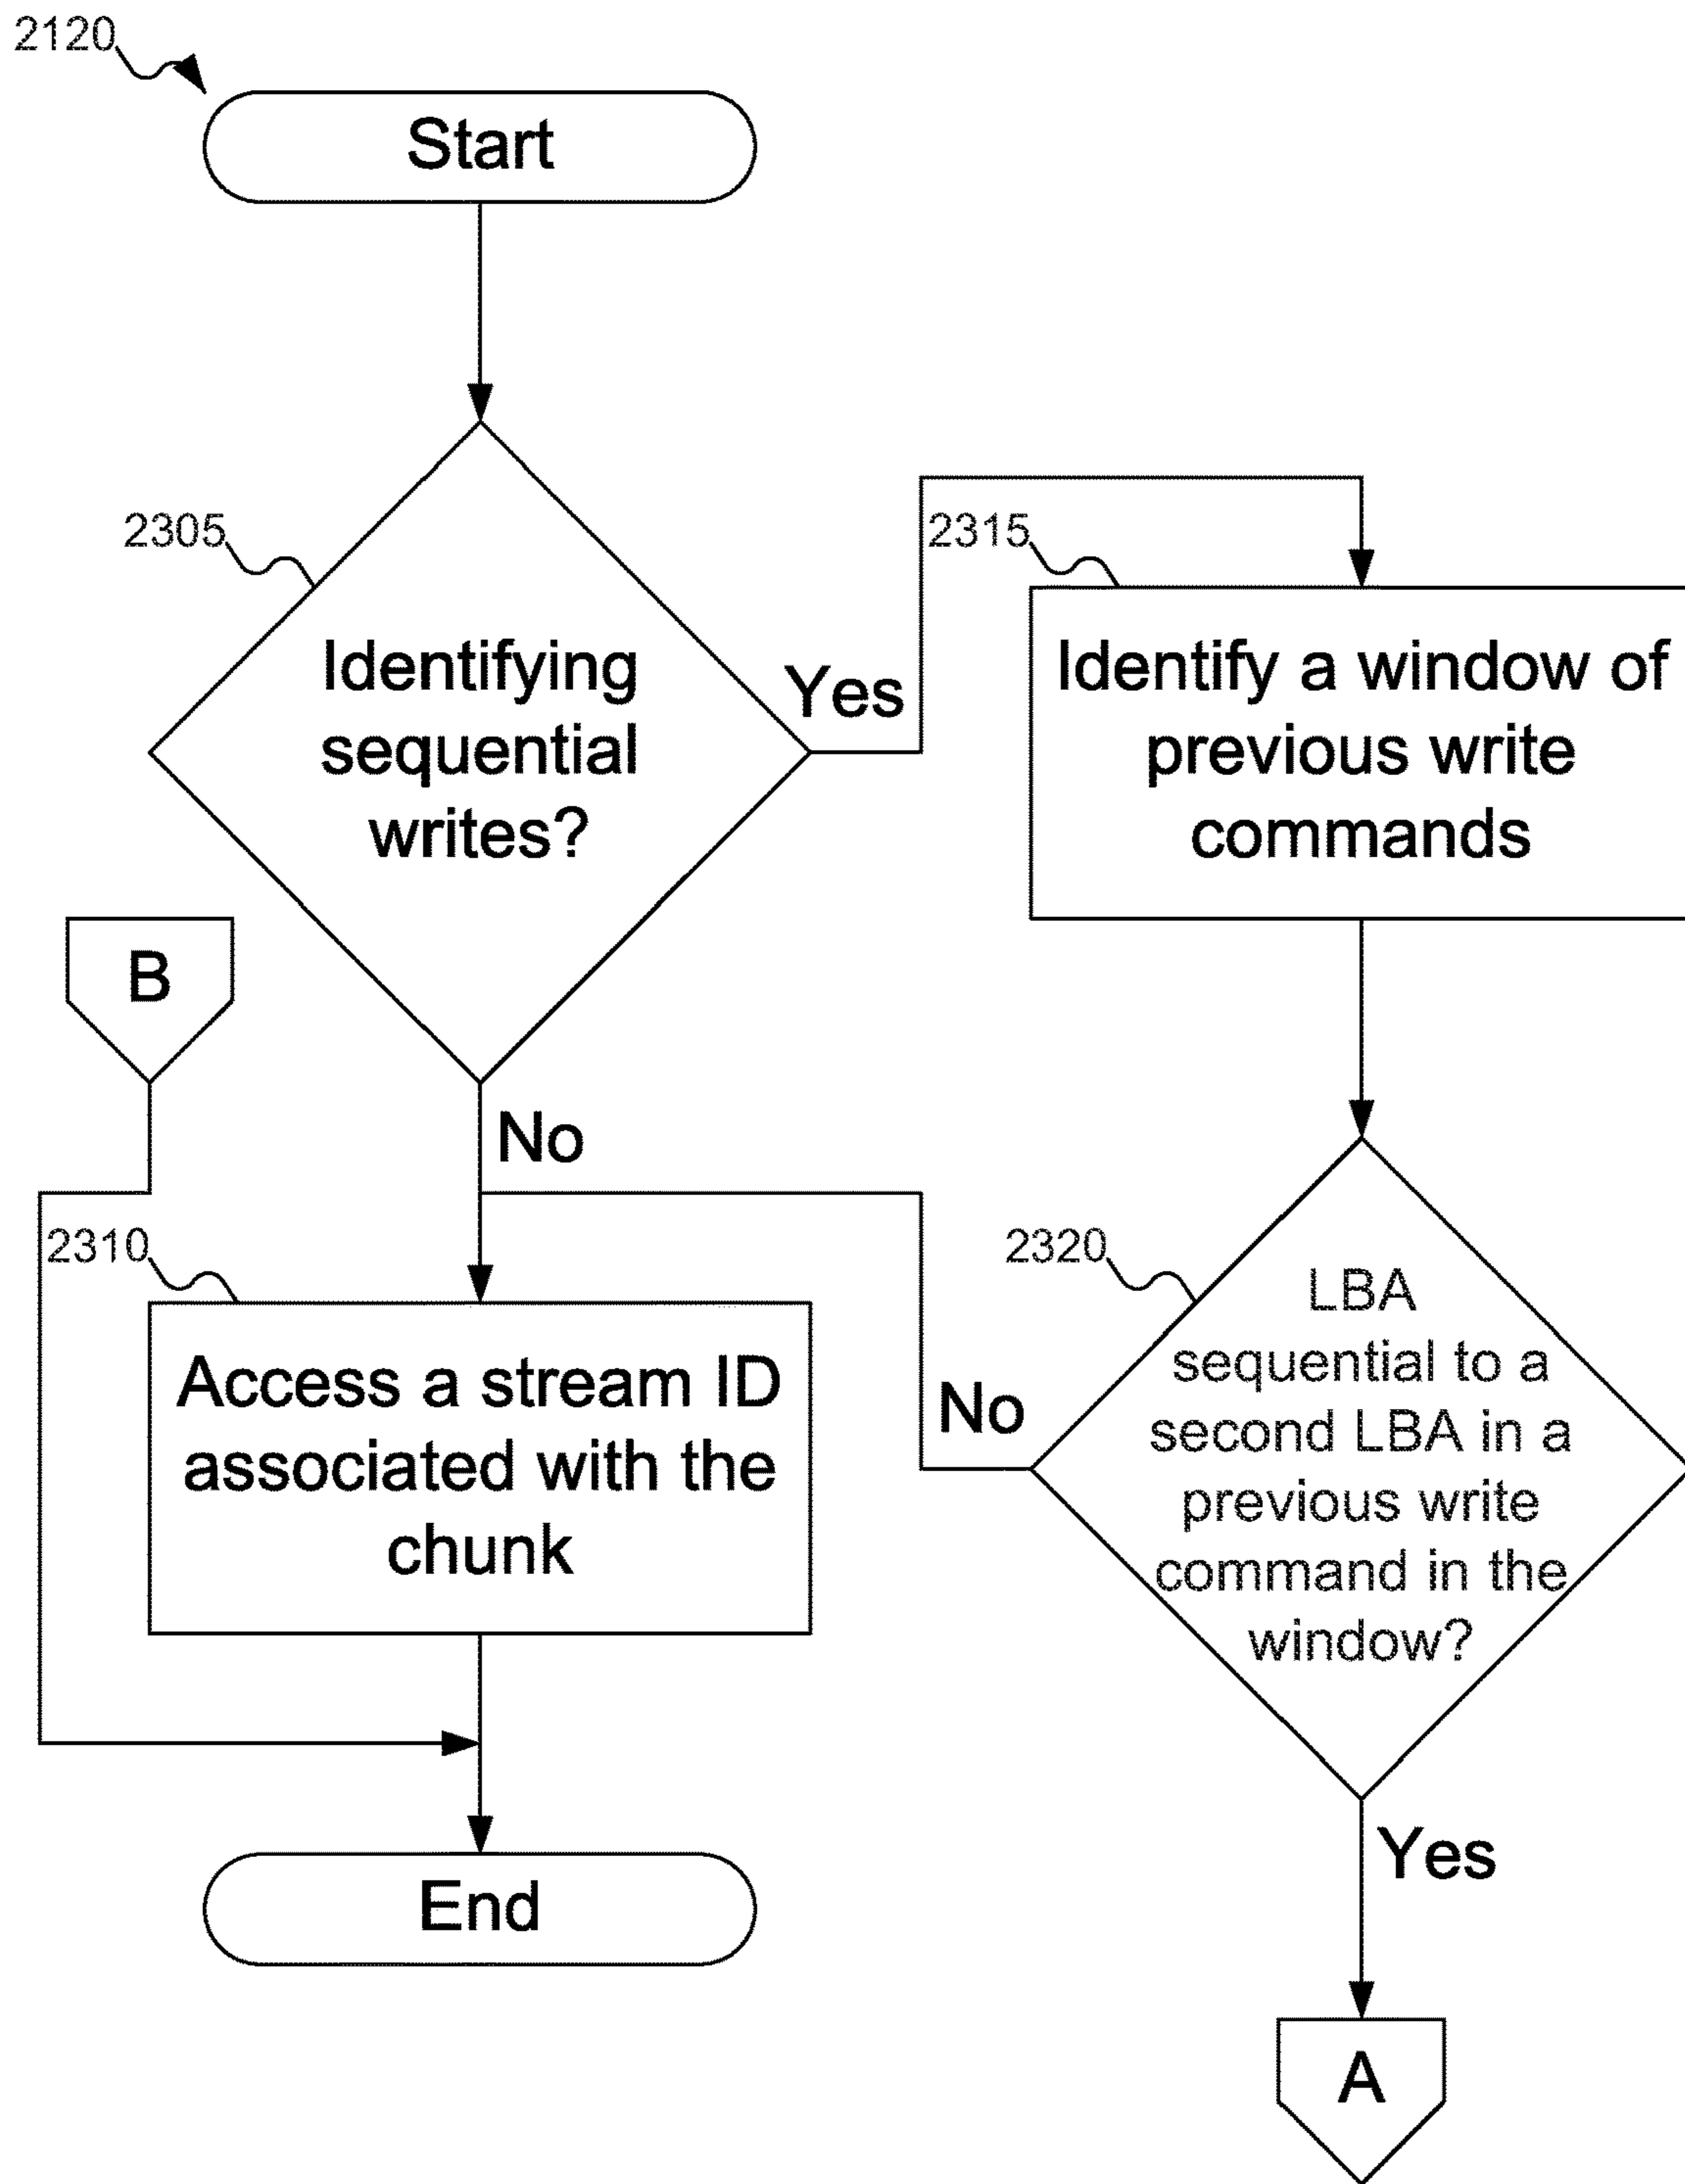 2120
Start
2305
Identifying
sequential
writes?
Yes
2315
Identify a window of
previous write
commands
B
No
2310
Access a stream ID
associated with the
chunk
2320
LBA
sequential to a
second LBA in a
previous write
command in the
window?
No
End
Yes
A